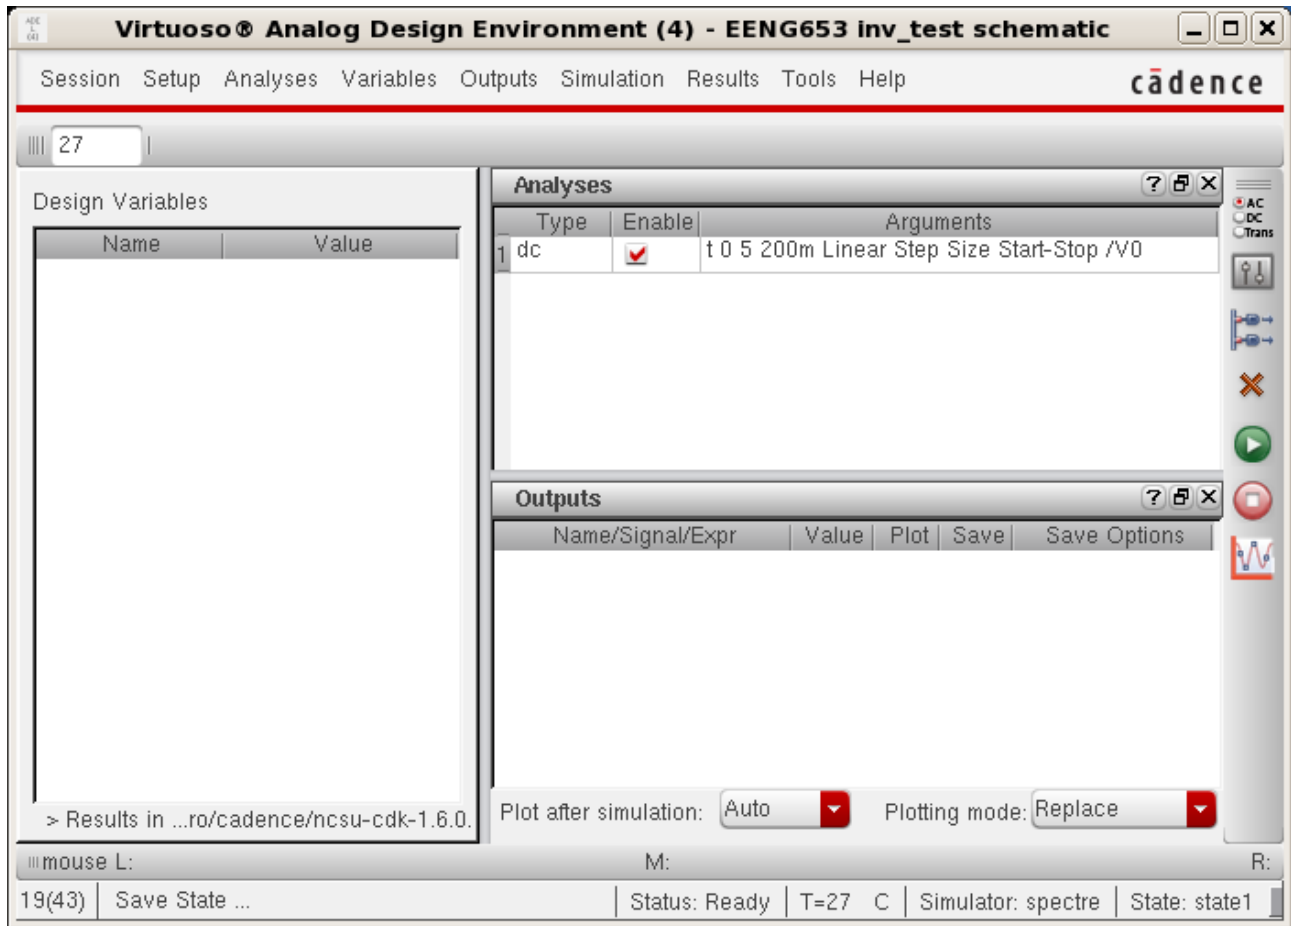 Virtuoso® Analog Design Environment (4) - EENG653 inv_test schematic
Session Setup Analyses Variables Outputs Simulation Results Tools Help cādence
27
Design Variables
Name Value
> Results in ...ro/cadence/ncsu-cdk-1.6.0.
Analyses
Type Enable Arguments
1 dc t 0 5 200m Linear Step Size Start-Stop /V0
Outputs
Name/Signal/Expr Value Plot Save Save Options
Plot after simulation: Auto Plotting mode: Replace
AC
DC
Trans
mouse L: M: R:
19(43) Save State ... Status: Ready T=27 C Simulator: spectre State: state1